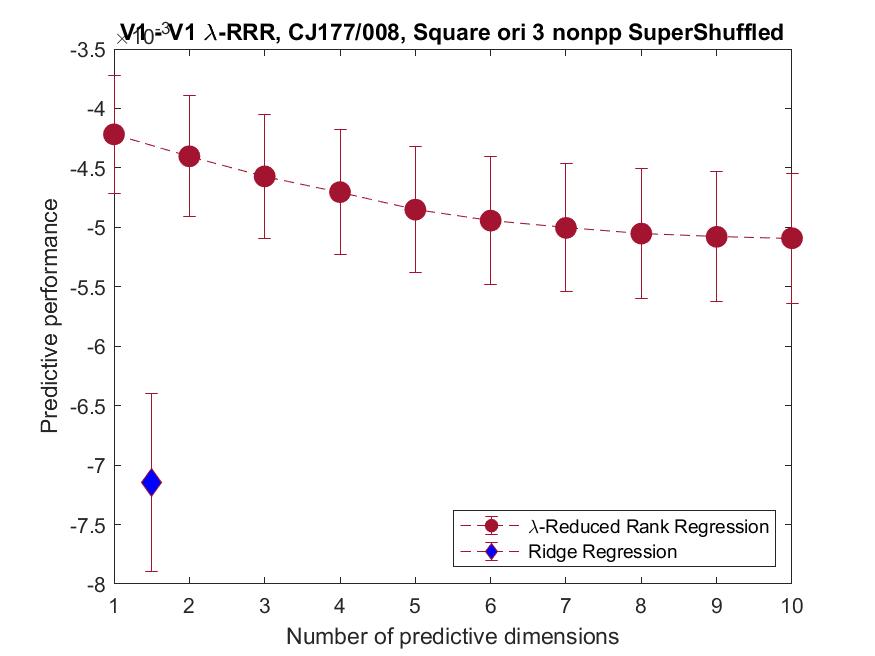 V1 - V1 λ-RRR, CJ177/008, Square ori 3 nonpp SuperShuffled
×10⁻³
-3.5
-4
-4.5
-5
-5.5
-6
-6.5
-7
-7.5
-8
Predictive performance
λ-Reduced Rank Regression
Ridge Regression
1 2 3 4 5 6 7 8 9 10
Number of predictive dimensions